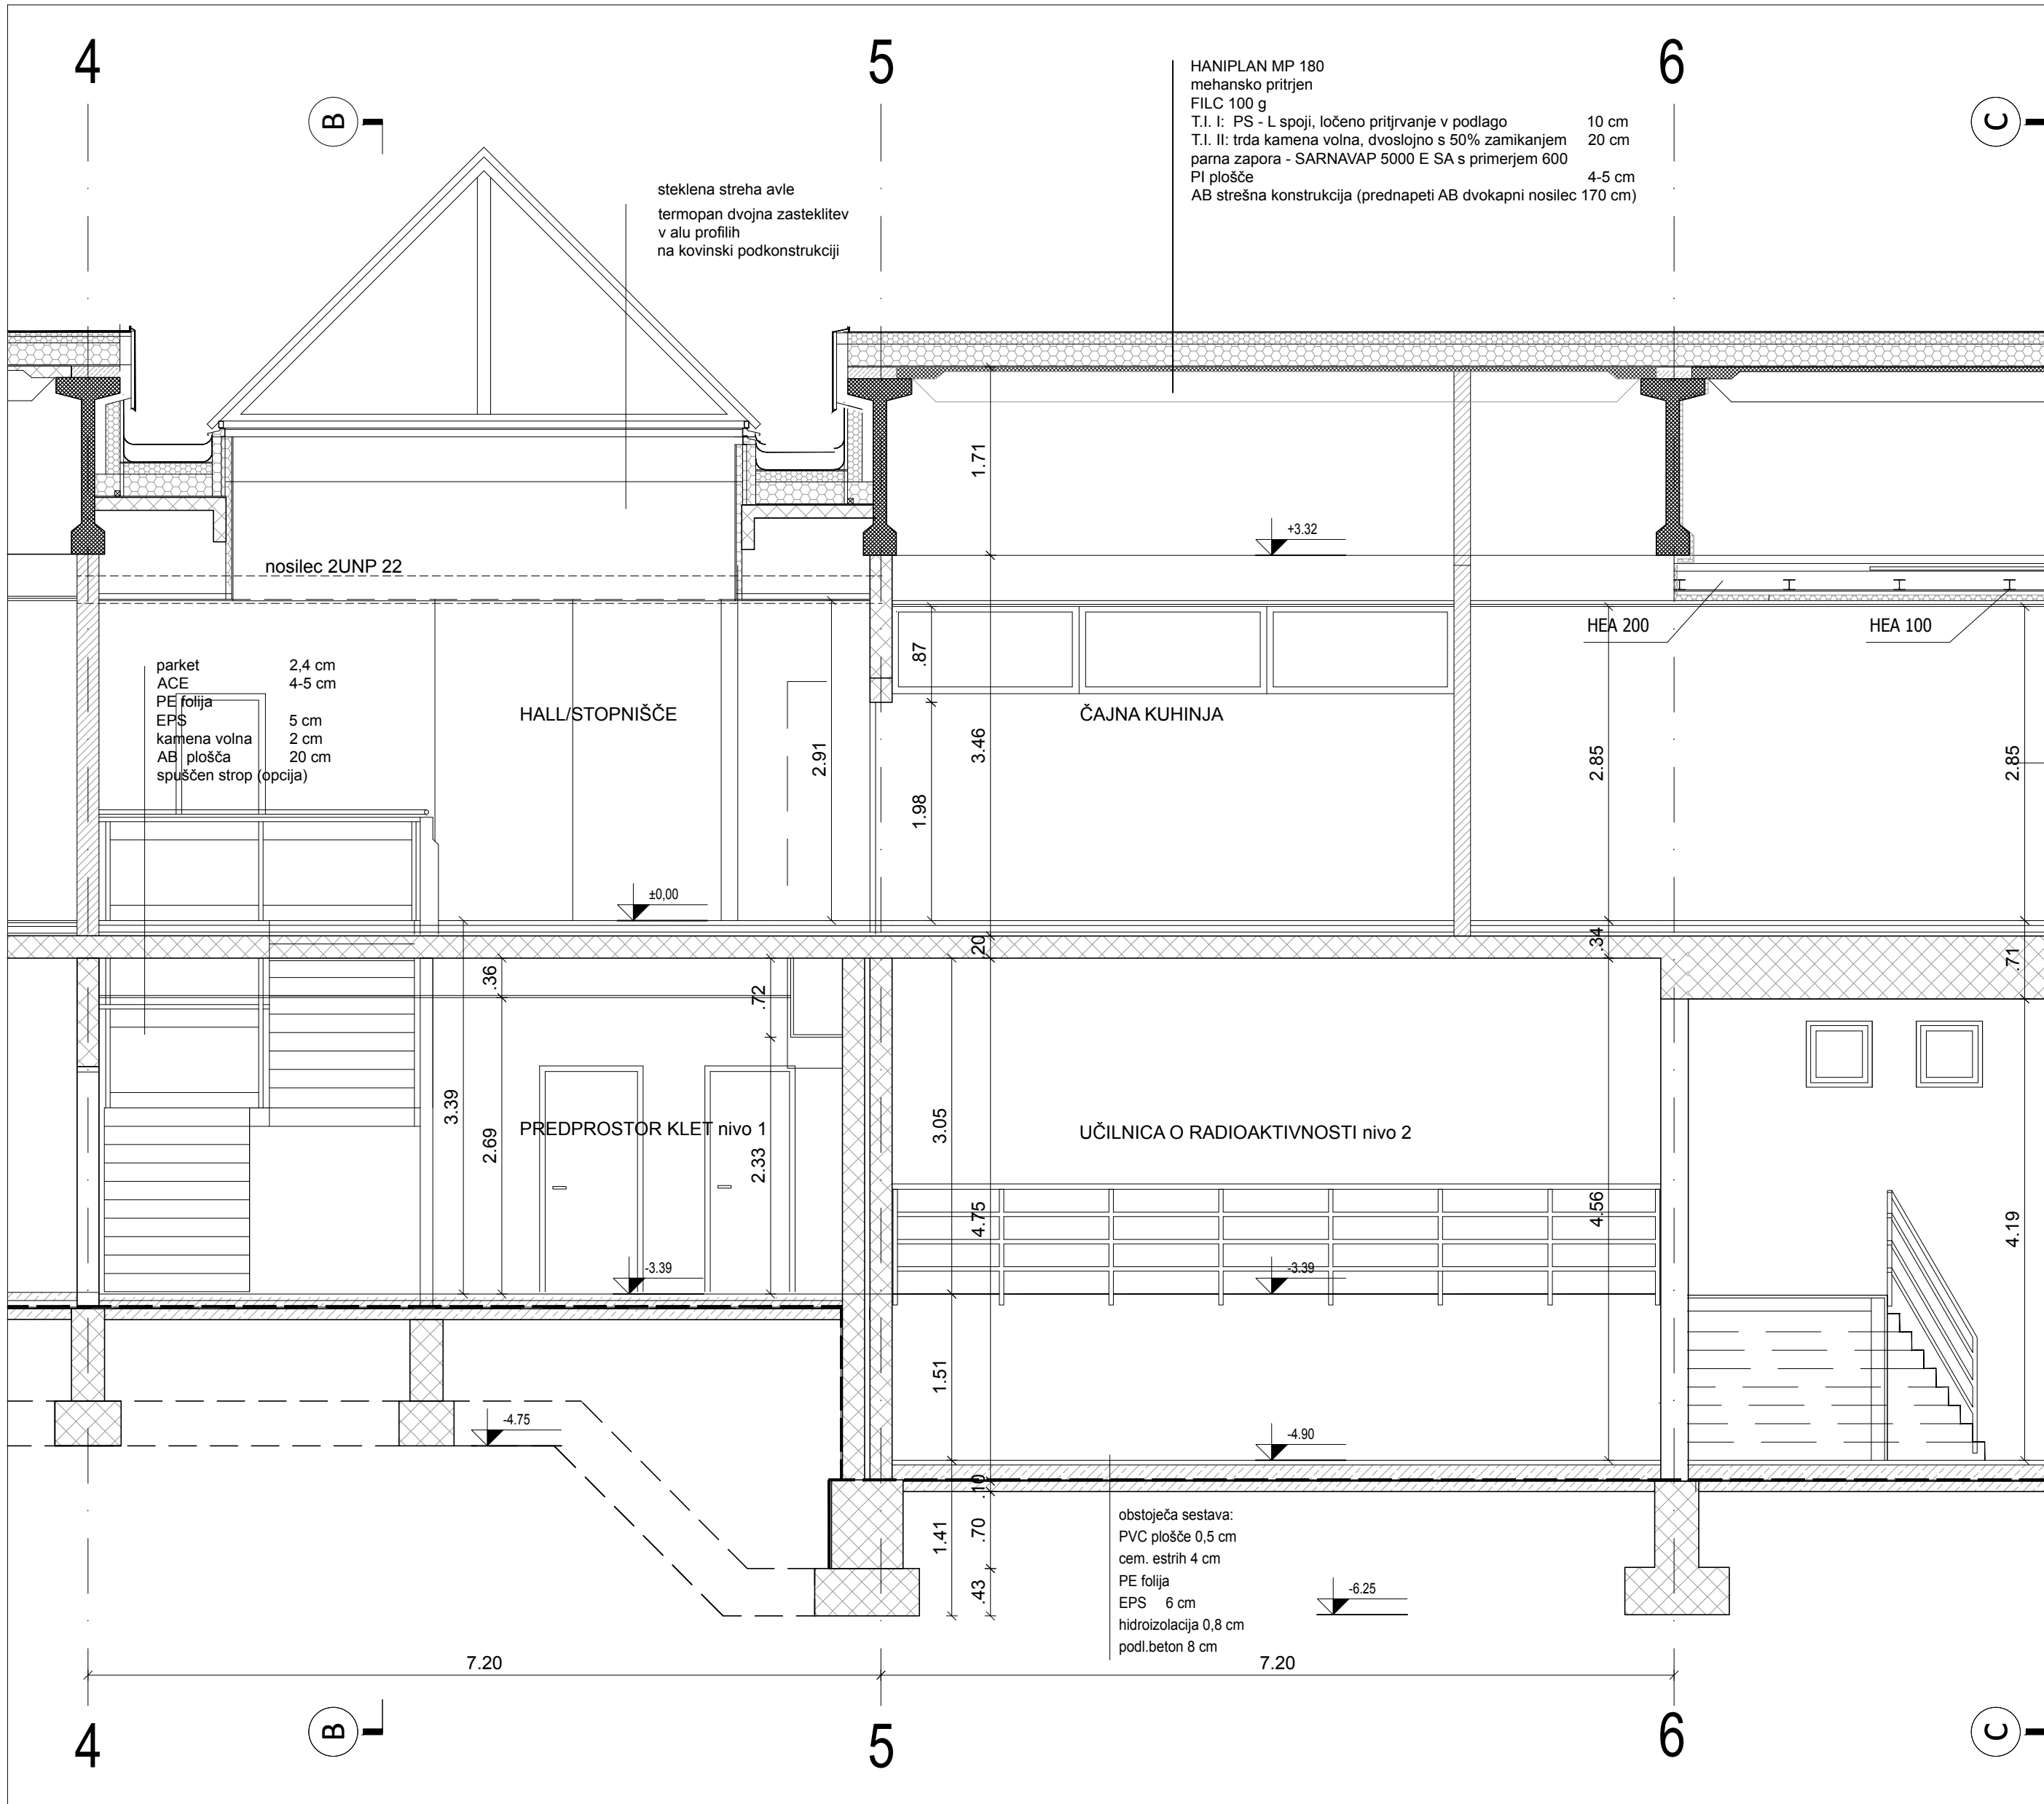 4
5
6
B
C
HANIPLAN MP 180
mehansko pritrjen
FILC 100 g
T.I. I: PS - L spoji, ločeno pritjrvanje v podlago 10 cm
T.I. II: trda kamena volna, dvoslojno s 50% zamikanjem 20 cm
parna zapora - SARNAVAP 5000 E SA s primerjem 600
PI plošče 4-5 cm
AB strešna konstrukcija (prednapeti AB dvokapni nosilec 170 cm)
steklena streha avle
termopan dvojna zasteklitev
v alu profilih
na kovinski podkonstrukciji
1.71
+3.32
nosilec 2UNP 22
HEA 200
HEA 100
parket 2,4 cm
ACE 4-5 cm
PE folija
EPS 5 cm
kamena volna 2 cm
AB plošča 20 cm
spuščen strop (opcija)
HALL/STOPNIŠČE
ČAJNA KUHINJA
.87
2.91
3.46
1.98
2.85
2.85
±0,00
.20
.34
.71
.36
.72
3.39
2.69
2.33
PREDPROSTOR KLET nivo 1
UČILNICA O RADIOAKTIVNOSTI nivo 2
3.05
4.75
4.56
4.19
-3.39
-3.39
1.51
-4.75
-4.90
.10
1.41
.70
.43
obstoječa sestava:
PVC plošče 0,5 cm
cem. estrih 4 cm
PE folija
EPS 6 cm
hidroizolacija 0,8 cm
podl.beton 8 cm
-6.25
7.20
7.20
4
B
5
6
C